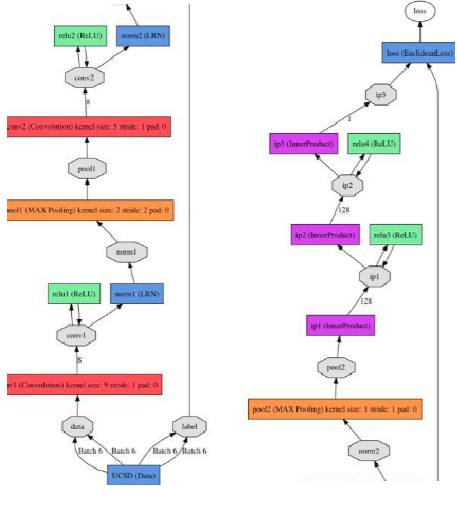 relu2 (ReLU)
norm2 (LRN)
conv2
8
conv2 (Convolution) kernel size: 5 stride: 1 pad: 0
pool1
pool1 (MAX Pooling) kernel size: 2 stride: 2 pad: 0
norm1
relu1 (ReLU)
norm1 (LRN)
conv1
8
nv1 (Convolution) kernel size: 9 stride: 1 pad: 0
data
label
Batch 6
Batch 6
Batch 6
Batch 6
UCSD (Data)
loss
loss (EuclideanLoss)
ip3
1
ip3 (InnerProduct)
relu4 (ReLU)
ip2
128
ip2 (InnerProduct)
relu3 (ReLU)
ip1
128
ip1 (InnerProduct)
pool2
pool2 (MAX Pooling) kernel size: 1 stride: 1 pad: 0
norm2